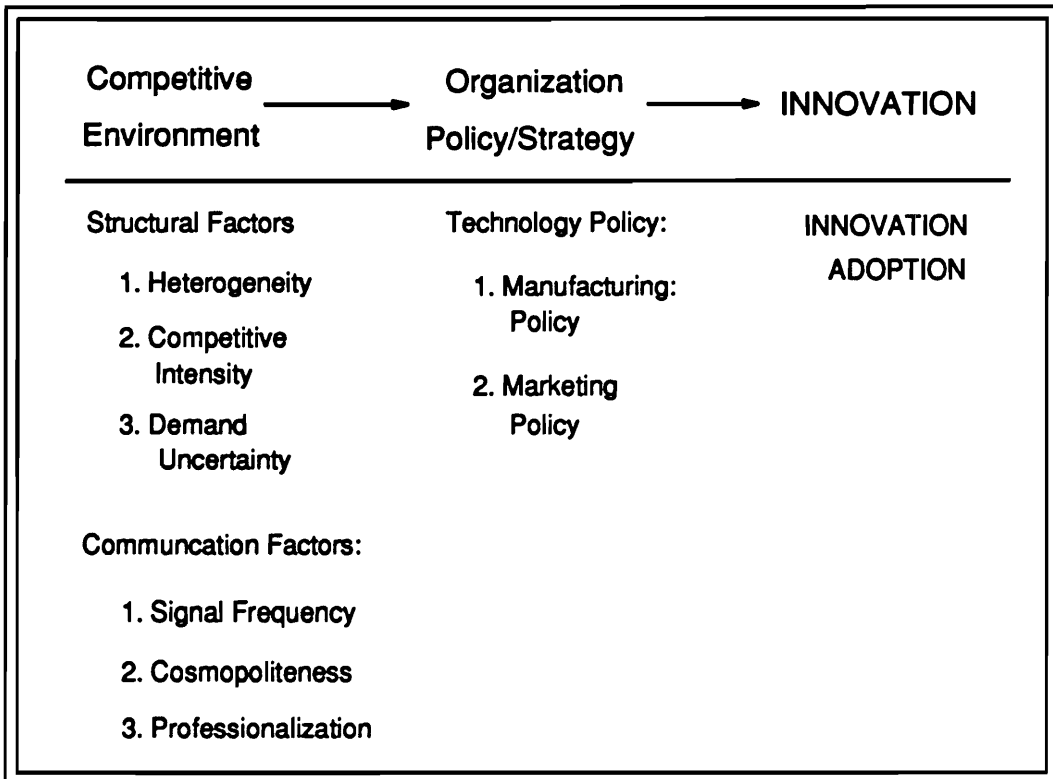 Competitive
Environment
Organization
Policy/Strategy
INNOVATION
Structural Factors
1. Heterogeneity
2. Competitive
Intensity
3. Demand
Uncertainty
Communcation Factors:
1. Signal Frequency
2. Cosmopoliteness
3. Professionalization
Technology Policy:
1. Manufacturing:
Policy
2. Marketing
Policy
INNOVATION
ADOPTION